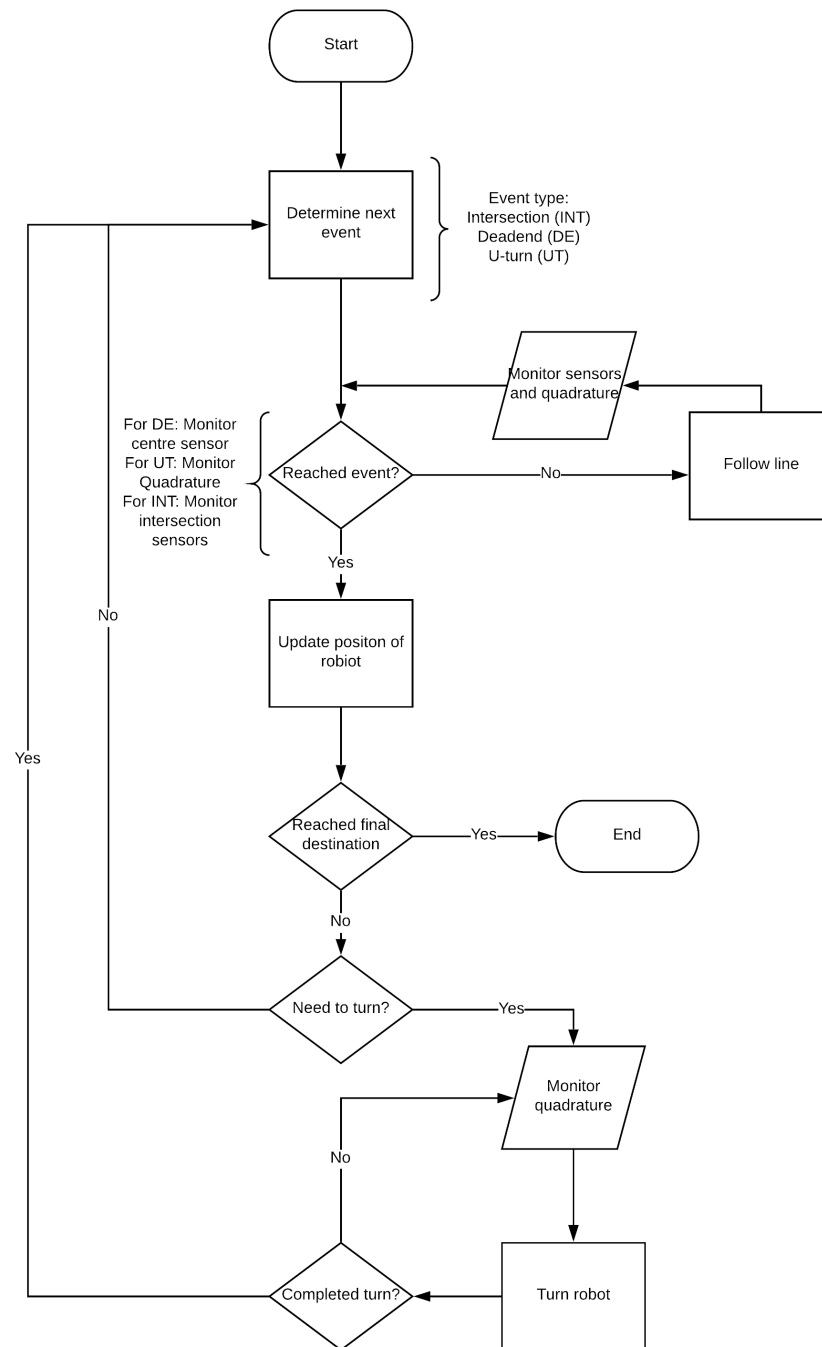 Start
Determine next
event
Event type:
Intersection (INT)
Deadend (DE)
U-turn (UT)
Monitor sensors
and quadrature
For DE: Monitor
centre sensor
For UT: Monitor
Quadrature
For INT: Monitor
intersection
sensors
Reached event?
No
Follow line
Yes
Update positon of
robiot
No
Yes
Reached final
destination
Yes
End
No
Need to turn?
Yes
Monitor
quadrature
No
Completed turn?
Turn robot